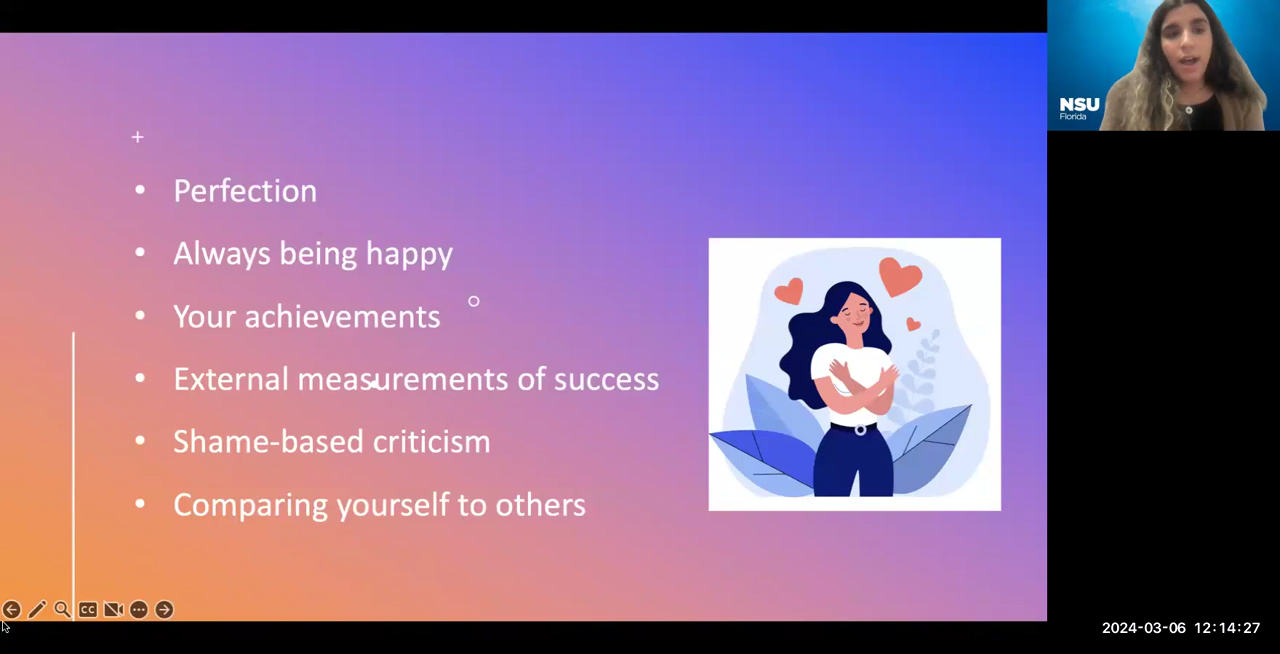 NSU
Florida
+
• Perfection
• Always being happy
• Your achievements
• External measurements of success
• Shame-based criticism
• Comparing yourself to others
CC
2024-03-06 12:14:27